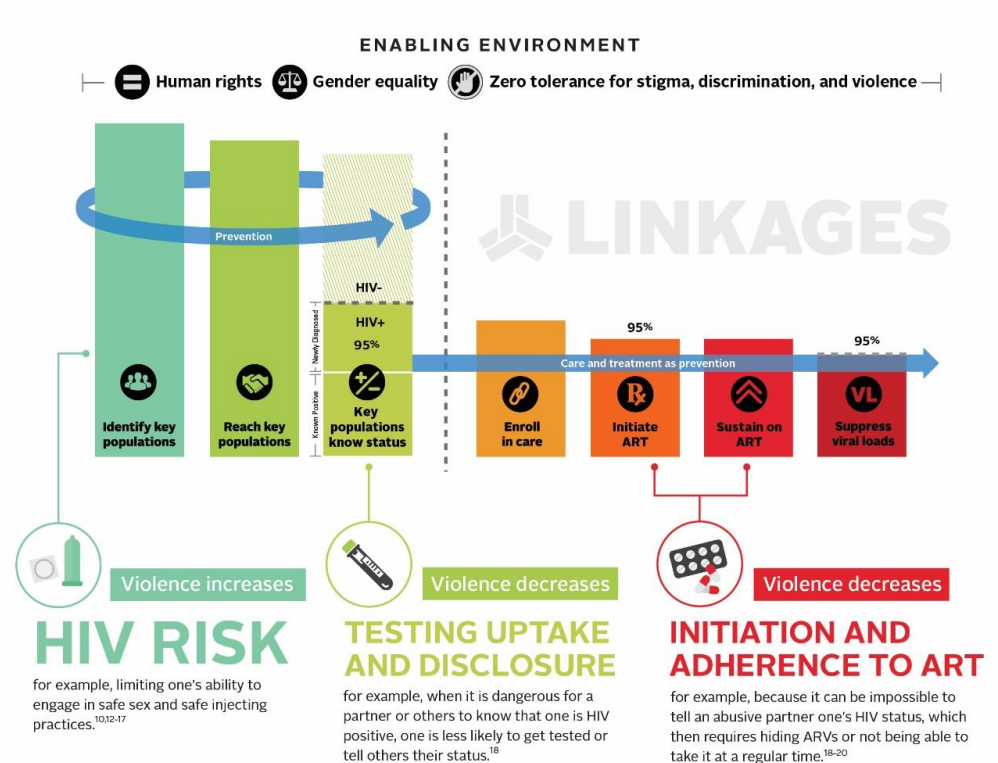 ENABLING ENVIRONMENT
Human rights Gender equality Zero tolerance for stigma, discrimination, and violence
LINKAGES
Prevention
HIV-
Newly Diagnosed
HIV+
95%
Known Positive
95%
95%
Care and treatment as prevention
Identify key
populations
Reach key
populations
Key
populations
know status
Enroll
in care
Rx
Initiate
ART
Sustain on
ART
VL
Suppress
viral loads
Violence increases
HIV RISK
for example, limiting one's ability to
engage in safe sex and safe injecting
practices.10,12-17
Violence decreases
TESTING UPTAKE
AND DISCLOSURE
for example, when it is dangerous for a
partner or others to know that one is HIV
positive, one is less likely to get tested or
tell others their status.18
Violence decreases
INITIATION AND
ADHERENCE TO ART
for example, because it can be impossible to
tell an abusive partner one's HIV status, which
then requires hiding ARVs or not being able to
take it at a regular time.18-20